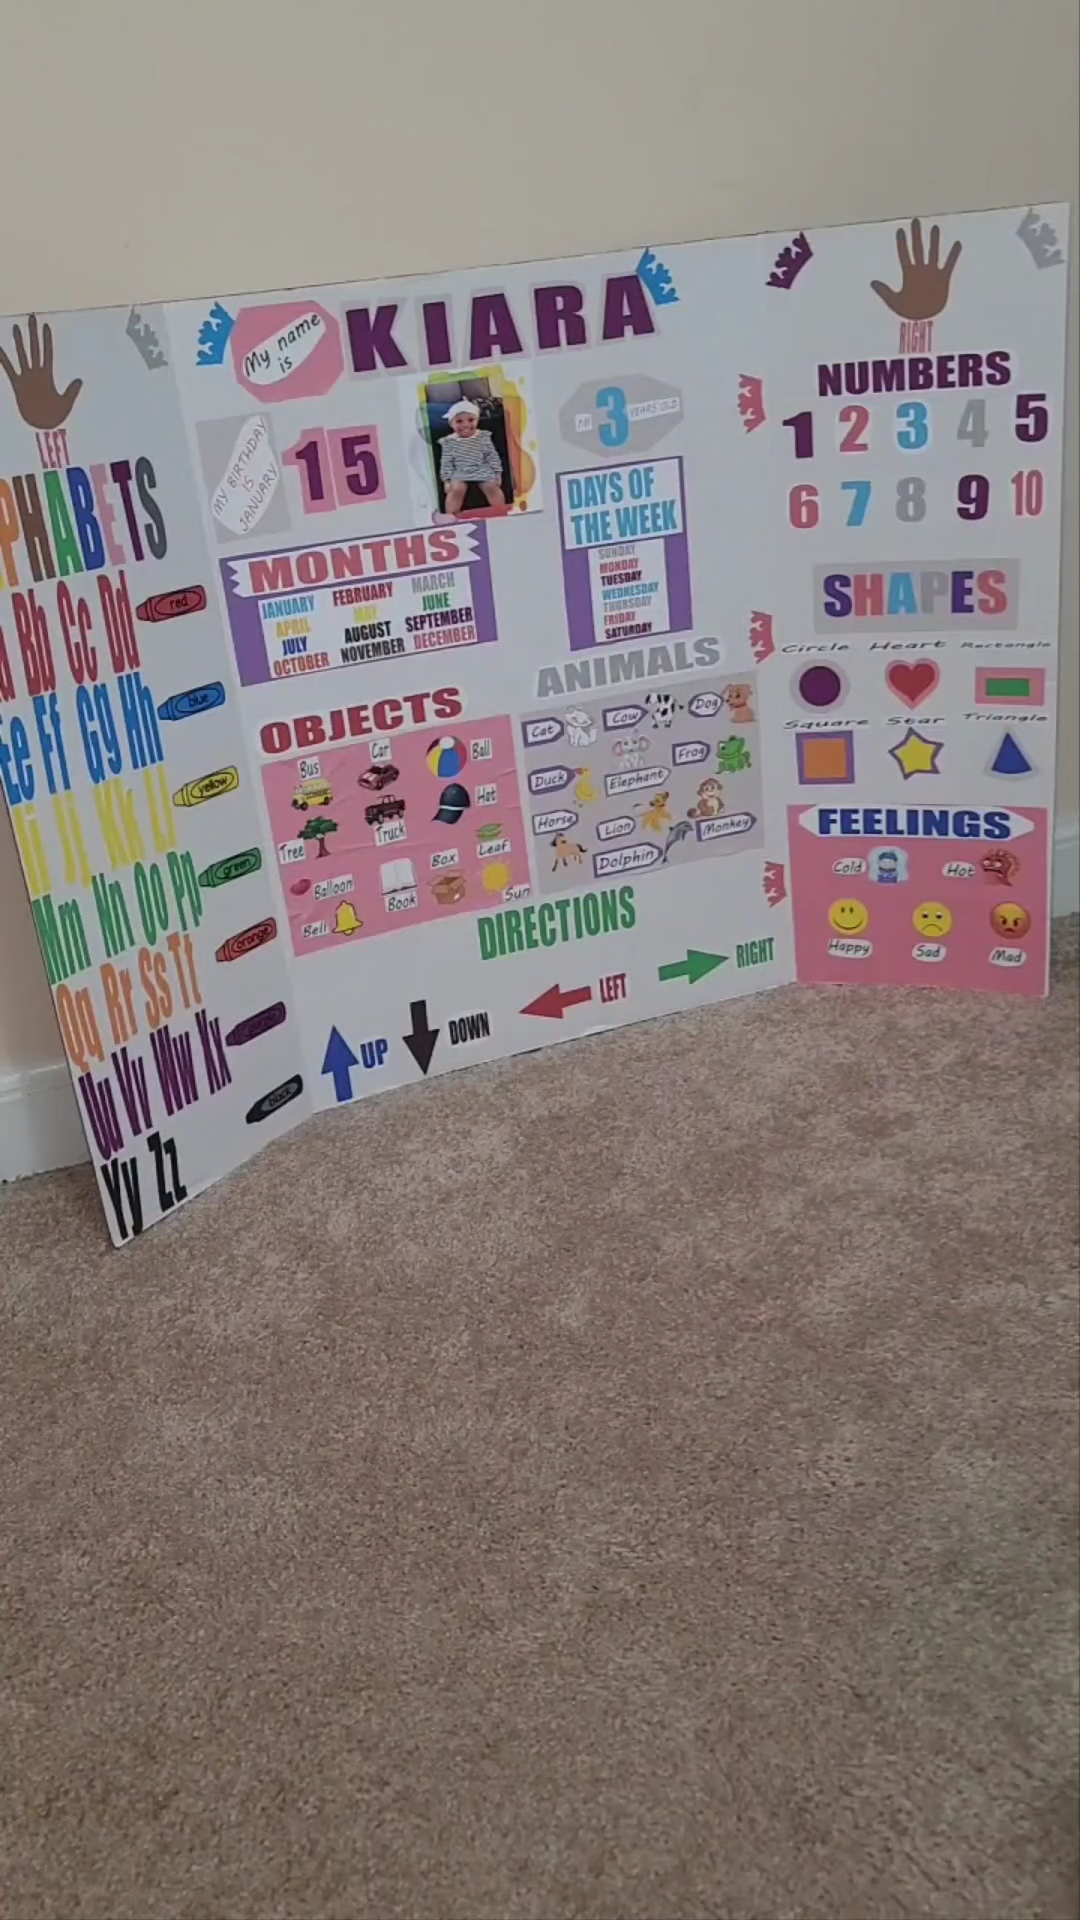 LEFT
PHABETS
Bb Cc Dd
red
Ee Ff Gg Hh
blue
Ii Jj Kk Ll
yellow
Mm Nn Oo Pp
green
Qq Rr Ss Tt
orange
Uu Vv Ww Xx
Yy Zz
black
My name
is
KIARA
MY BIRTHDAY
IS
JANUARY
15
3
YEARS OLD
MONTHS
JANUARY FEBRUARY MARCH
APRIL MAY JUNE
JULY AUGUST SEPTEMBER
OCTOBER NOVEMBER DECEMBER
DAYS OF
THE WEEK
SUNDAY
MONDAY
TUESDAY
WEDNESDAY
THURSDAY
FRIDAY
SATURDAY
OBJECTS
Bus
Car
Ball
Truck
Hat
Tree
Box
Leaf
Balloon
Book
Sun
Bell
ANIMALS
Cat
Cow
Dog
Duck
Elephant
Frog
Horse
Lion
Monkey
Dolphin
DIRECTIONS
UP
DOWN
LEFT
RIGHT
RIGHT
NUMBERS
1 2 3 4 5
6 7 8 9 10
SHAPES
Circle Heart Rectangle
Square Star Triangle
FEELINGS
Cold
Hot
Happy
Sad
Mad